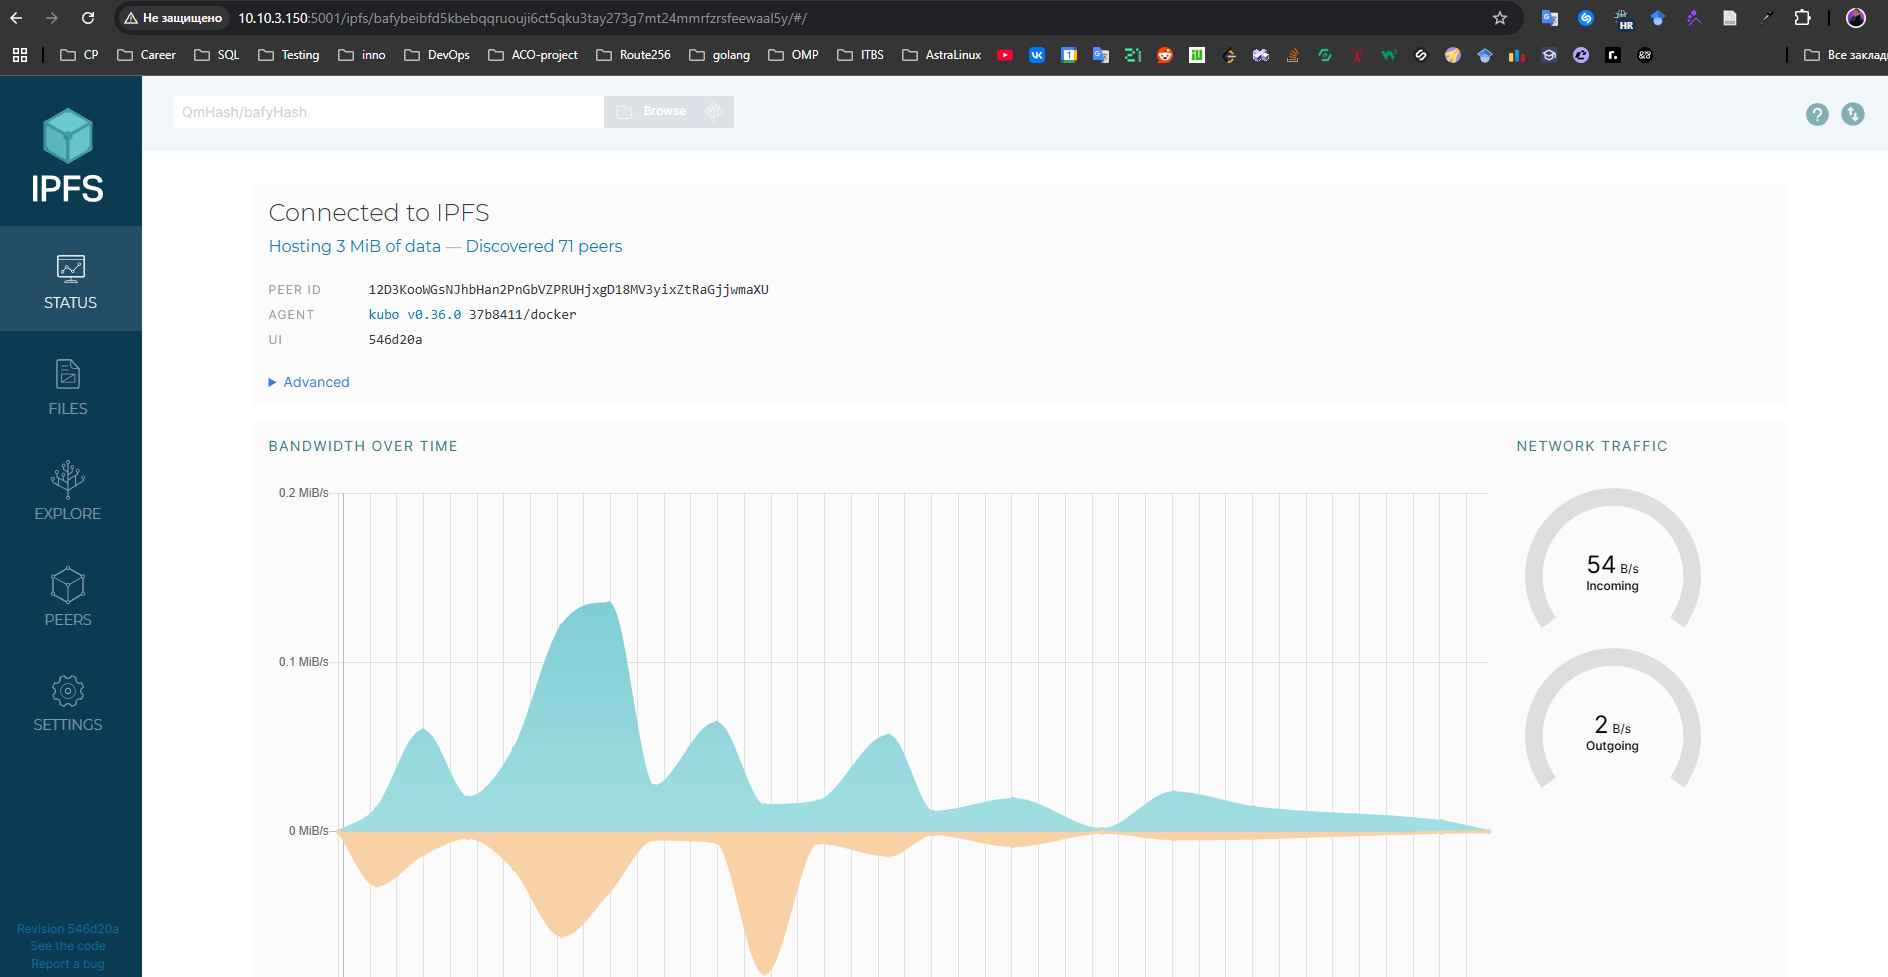 Не защищено 10.10.3.150:5001/ipfs/bafybeibfd5kbebqqruouji6ct5qku3tay273g7mt24mmrfzrsfeewaal5y/#/
HR
CP Career SQL Testing inno DevOps ACO-project Route256 golang OMP ITBS AstraLinux Все заклад
IPFS
STATUS
FILES
EXPLORE
PEERS
SETTINGS
Revision 546d20a
See the code
Report a bug
QmHash/bafyHash Browse
Connected to IPFS
Hosting 3 MiB of data — Discovered 71 peers
PEER ID 12D3KooWGsNJhbHan2PnGbVZPRUHjxgD18MV3yixZtRaGjjwmaXU
AGENT kubo v0.36.0 37b8411/docker
UI 546d20a
Advanced
BANDWIDTH OVER TIME
0.2 MiB/s
0.1 MiB/s
0 MiB/s
NETWORK TRAFFIC
54 B/s
Incoming
2 B/s
Outgoing